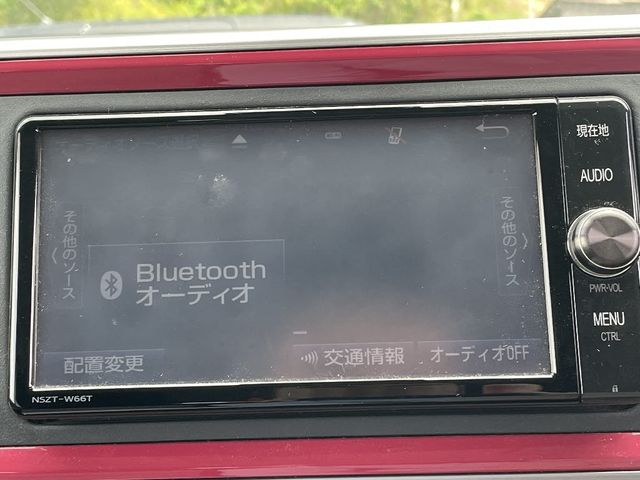 現在地
AUDIO
PWR-VOL
MENU
CTRL
その他のソース
その他のソース
Bluetooth
オーディオ
配置変更
交通情報
オーディオOFF
NSZT-W66T